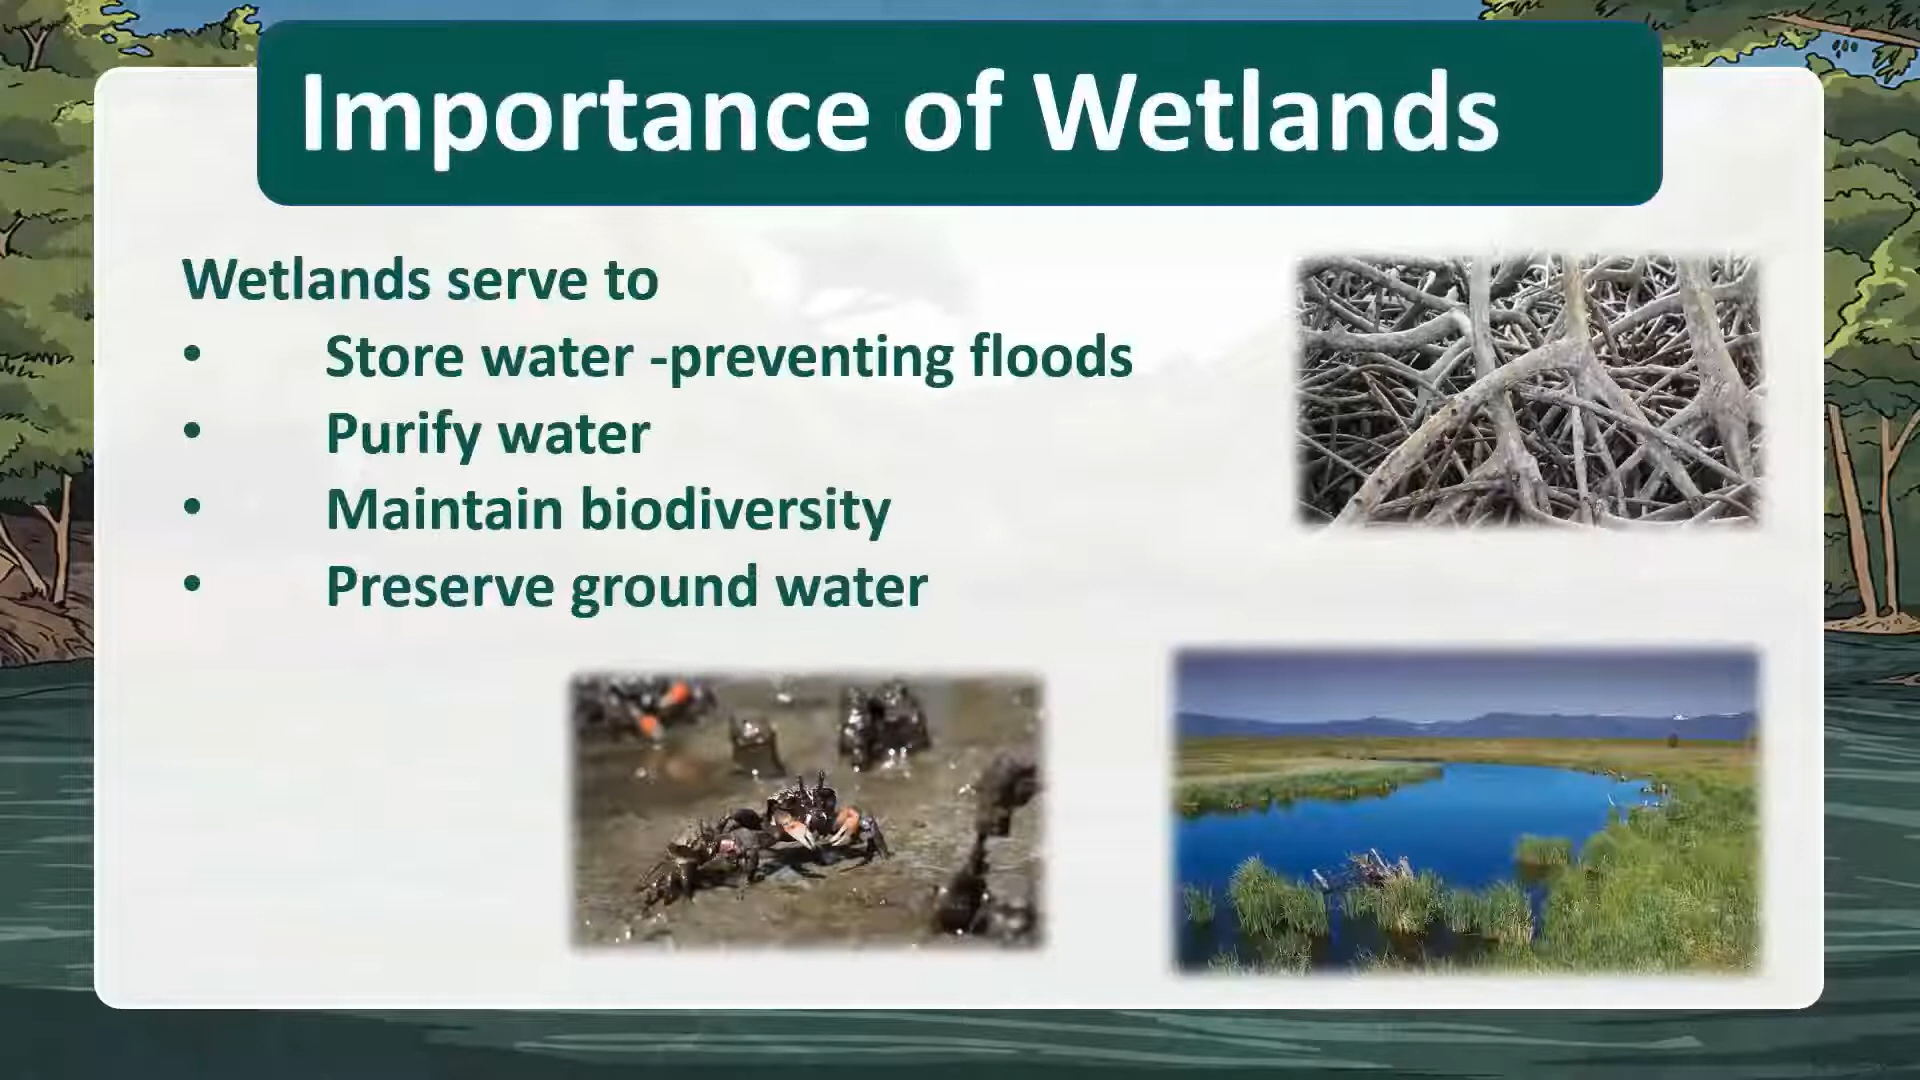 Importance of Wetlands
Wetlands serve to
• Store water -preventing floods
• Purify water
• Maintain biodiversity
• Preserve ground water